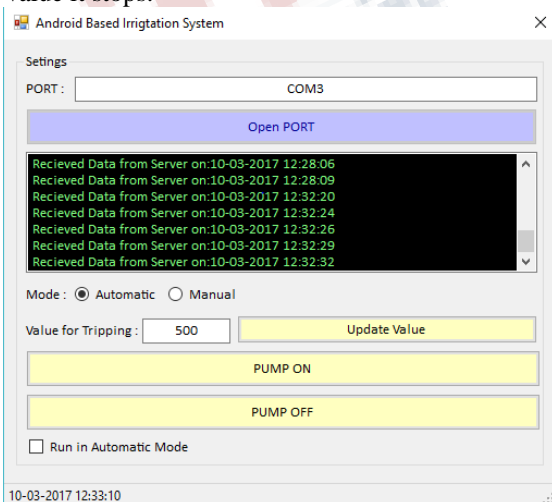 value it stops.
Android Based Irrigtation System
Setings
PORT : COM3
Open PORT
Recieved Data from Server on:10-03-2017 12:28:06
Recieved Data from Server on:10-03-2017 12:28:09
Recieved Data from Server on:10-03-2017 12:32:20
Recieved Data from Server on:10-03-2017 12:32:24
Recieved Data from Server on:10-03-2017 12:32:26
Recieved Data from Server on:10-03-2017 12:32:29
Recieved Data from Server on:10-03-2017 12:32:32
Mode : Automatic Manual
Value for Tripping : 500 Update Value
PUMP ON
PUMP OFF
Run in Automatic Mode
10-03-2017 12:33:10